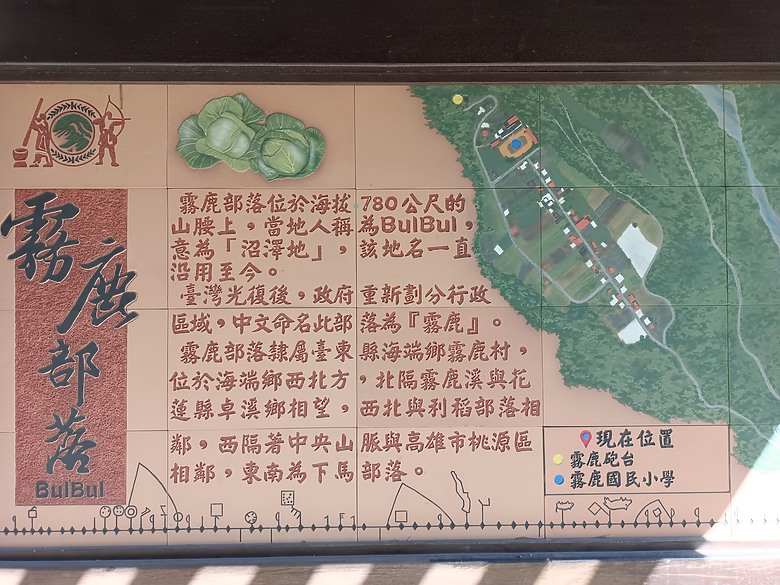 霧鹿部落
BulBul
霧鹿部落位於海拔780公尺的
山腰上，當地人稱為BulBul，
意為「沼澤地」，該地名一直
沿用至今。
臺灣光復後，政府重新劃分行政
區域，中文命名此部落為『霧鹿』。
霧鹿部落隸屬臺東縣海端鄉霧鹿村，
位於海端鄉西北方，北隔霧鹿溪與花
蓮縣卓溪鄉相望，西北與利稻部落相
鄰，西隔著中央山脈與高雄市桃源區
相鄰，東南為下馬部落。
現在位置
霧鹿砲台
霧鹿國民小學